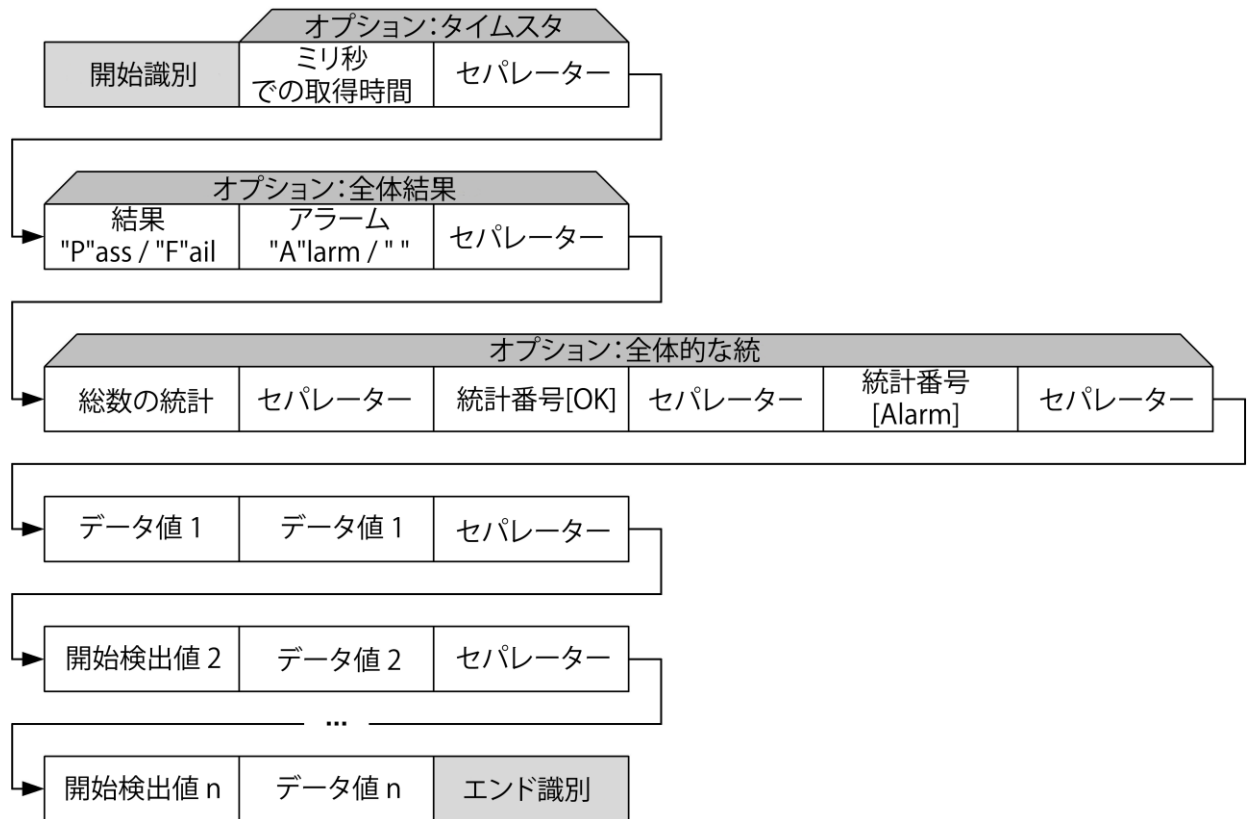 オプション：タイムスタ
開始識別
ミリ秒
での取得時間
セパレーター
オプション：全体結果
結果
"P"ass / "F"ail
アラーム
"A"larm / " "
セパレーター
オプション：全体的な統
総数の統計
セパレーター
統計番号[OK]
セパレーター
統計番号
[Alarm]
セパレーター
データ値 1
データ値 1
セパレーター
開始検出値 2
データ値 2
セパレーター
...
開始検出値 n
データ値 n
エンド識別